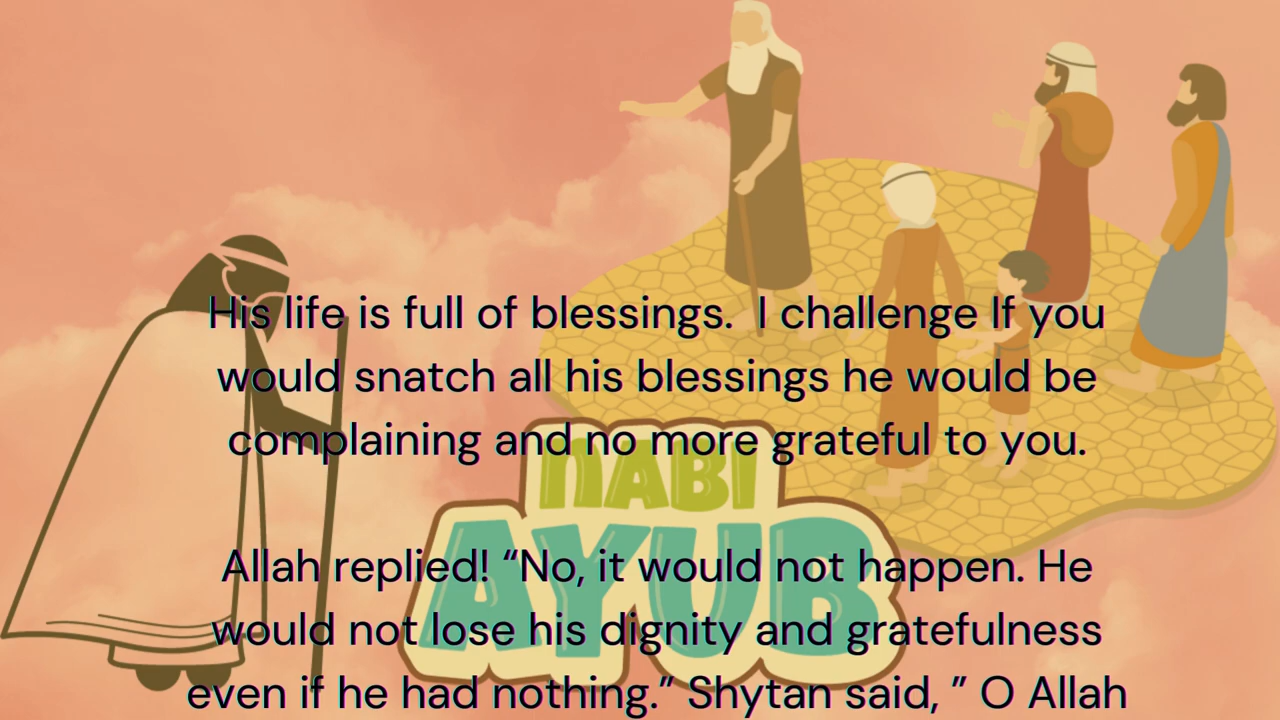 His life is full of blessings.  I challenge If you
would snatch all his blessings he would be
complaining and no more grateful to you.
NABI
AYUB
Allah replied! “No, it would not happen. He
would not lose his dignity and gratefulness
even if he had nothing.” Shytan said, ” O Allah